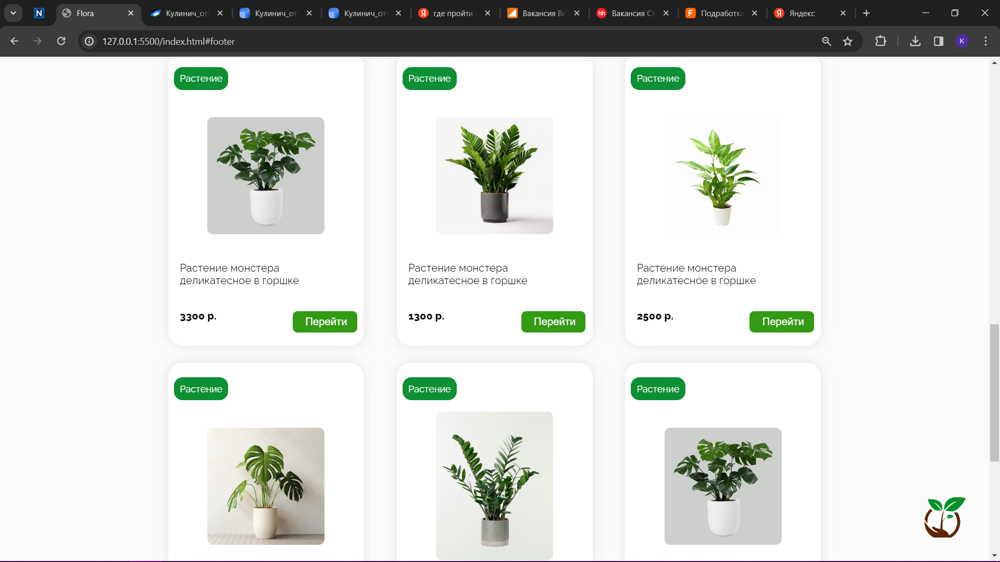 N
Flora
Кулинич_от
Кулинич_от
Кулинич_от
где пройти
Вакансия Ве
hh
Вакансия Ст
F
Подработка
Я
Яндекс
127.0.0.1:5500/index.html#footer
K
Растение
Растение
Растение
Растение монстера
деликатесное в горшке
Растение монстера
деликатесное в горшке
Растение монстера
деликатесное в горшке
3300 р.
Перейти
1300 р.
Перейти
2500 р.
Перейти
Растение
Растение
Растение